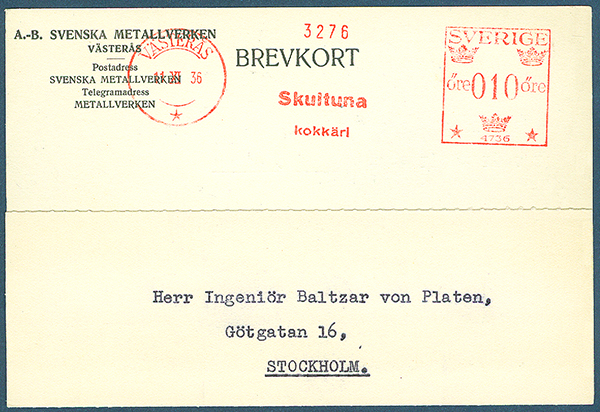 A.-B. SVENSKA METALLVERKEN
VÄSTERÅS
Postadress
SVENSKA METALLVERKEN
Telegramadress
METALLVERKEN
VÄSTERÅS
36
3276
BREVKORT
Skultuna
kokkärl
SVERIGE
öre 010 öre
4736
Herr Ingeniör Baltzar von Platen,
Götgatan 16,
STOCKHOLM.